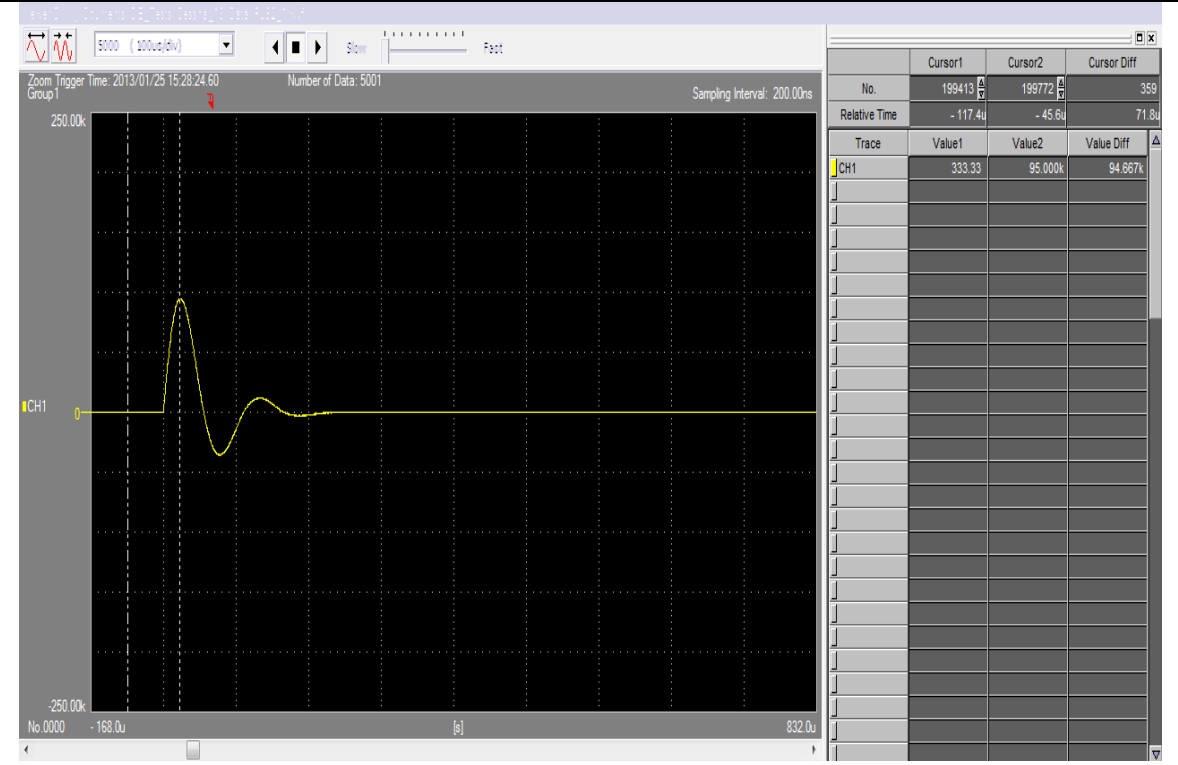 5000 ( 100us/div)
Slow
Fast
Zoom Trigger Time: 2013/01/25 15:28:24.60
Number of Data: 5001
Group1
Sampling Interval: 200.00ns
250.00k
CH1
0
-250.00k
No.0000
- 168.0u
[s]
832.0u
Cursor1 Cursor2 Cursor Diff
No. 199413 199772 359
Relative Time - 117.4u - 45.6u 71.8u
Trace Value1 Value2 Value Diff
CH1 333.33 95.000k 94.667k